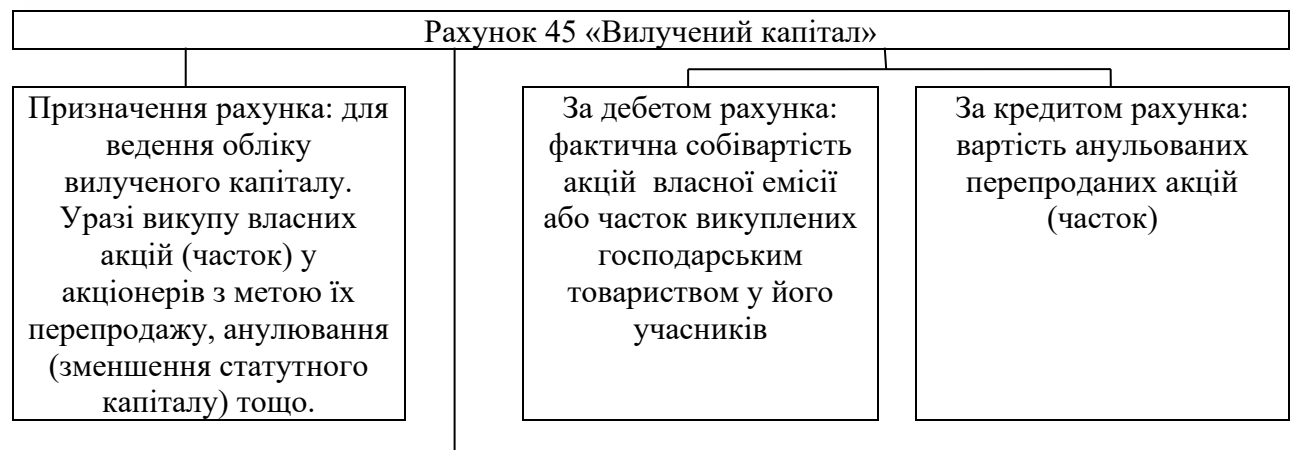 Рахунок 45 «Вилучений капітал»
Призначення рахунка: для
ведення обліку
вилученого капіталу.
Уразі викупу власних
акцій (часток) у
акціонерів з метою їх
перепродажу, анулювання
(зменшення статутного
капіталу) тощо.
За дебетом рахунка:
фактична собівартість
акцій власної емісії
або часток викуплених
господарським
товариством у його
учасників
За кредитом рахунка:
вартість анульованих
перепроданих акцій
(часток)